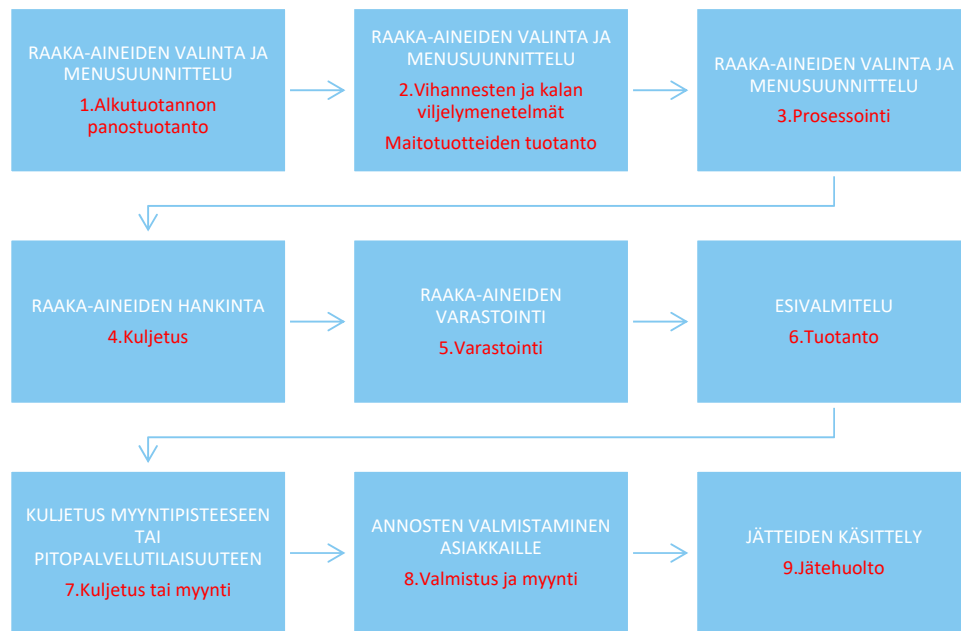 RAAKA-AINEIDEN VALINTA JA
MENUSUUNNITTELU
1.Alkutuotannon
panostuotanto
RAAKA-AINEIDEN VALINTA JA
MENUSUUNNITTELU
2.Vihannesten ja kalan
viljelymenetelmät
Maitotuotteiden tuotanto
RAAKA-AINEIDEN VALINTA JA
MENUSUUNNITTELU
3.Prosessointi
RAAKA-AINEIDEN HANKINTA
4.Kuljetus
RAAKA-AINEIDEN
VARASTOINTI
5.Varastointi
ESIVALMITELU
6.Tuotanto
KULJETUS MYYNTIPISTEESEEN
TAI
PITOPALVELUTILAISUUTEEN
7.Kuljetus tai myynti
ANNOSTEN VALMISTAMINEN
ASIAKKAILLE
8.Valmistus ja myynti
JÄTTEIDEN KÄSITTELY
9.Jätehuolto